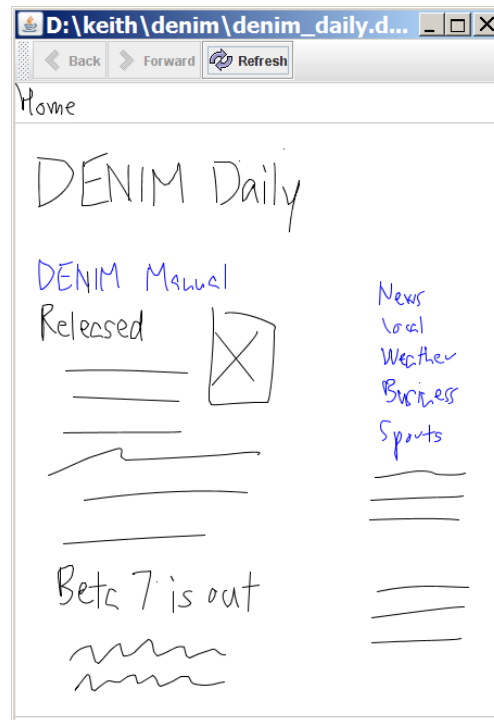 D:\keith\denim\denim_daily.d...
Back Forward Refresh
Home
DENIM Daily
DENIM Manual
Released
News
Local
Weather
Business
Sports
Beta 7 is out